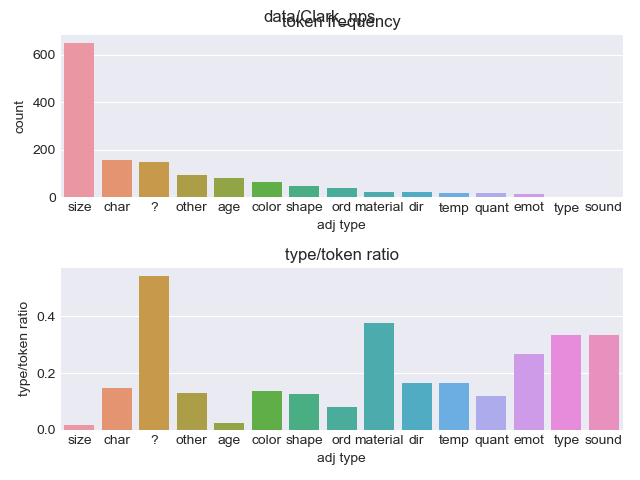 data/Clark_nps
token frequency
600
400
200
0
count
size char ? other age color shape ord material dir temp quant emot type sound
adj type
type/token ratio
0.4
0.2
0.0
type/token ratio
size char ? other age color shape ord material dir temp quant emot type sound
adj type